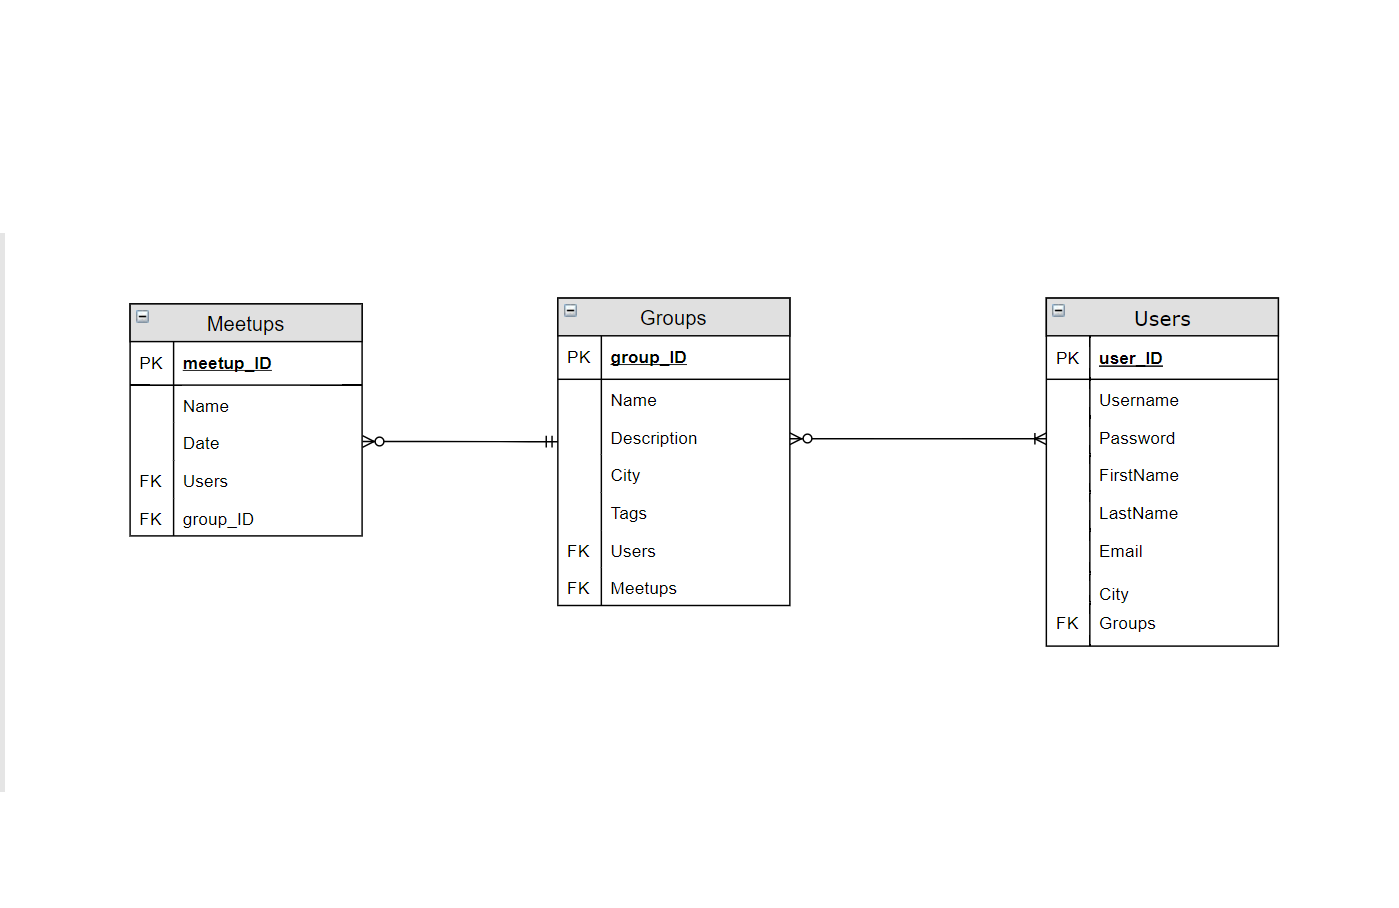 Meetups
PK meetup_ID
Name
Date
FK Users
FK group_ID
Groups
PK group_ID
Name
Description
City
Tags
FK Users
FK Meetups
Users
PK user_ID
Username
Password
FirstName
LastName
Email
City
FK Groups